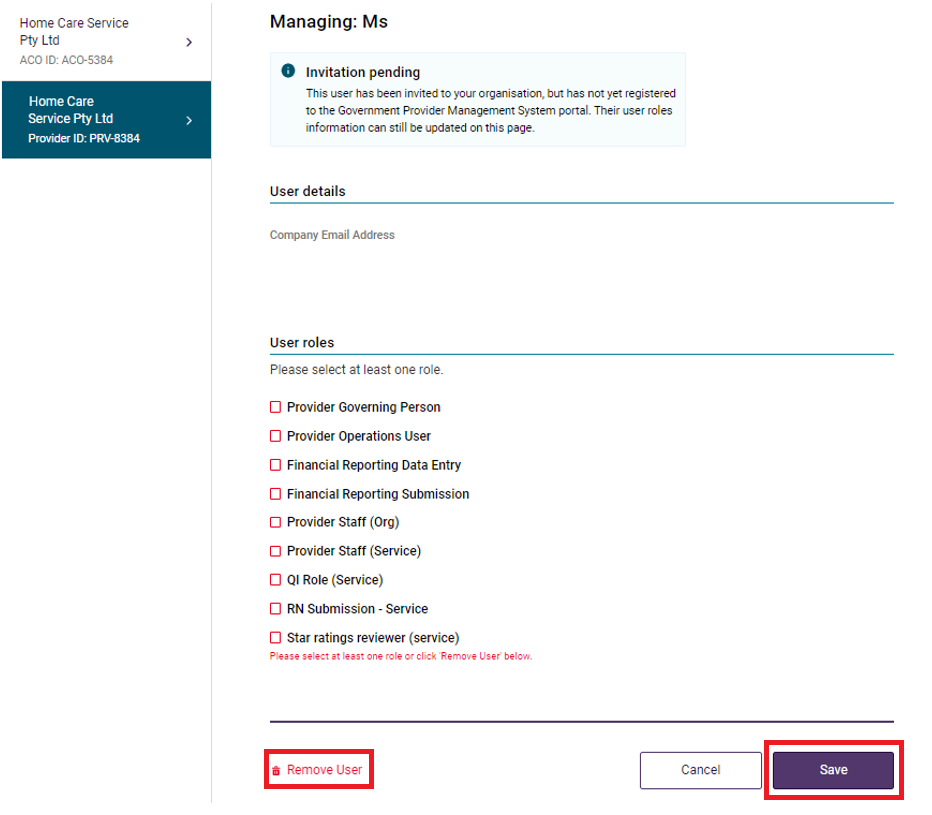 Home Care Service
Pty Ltd
ACO ID: ACO-5384
Home Care
Service Pty Ltd
Provider ID: PRV-8384
Managing: Ms
Invitation pending
This user has been invited to your organisation, but has not yet registered
to the Government Provider Management System portal. Their user roles
information can still be updated on this page.
User details
Company Email Address
User roles
Please select at least one role.
Provider Governing Person
Provider Operations User
Financial Reporting Data Entry
Financial Reporting Submission
Provider Staff (Org)
Provider Staff (Service)
QI Role (Service)
RN Submission - Service
Star ratings reviewer (service)
Please select at least one role or click 'Remove User' below.
Remove User
Cancel
Save